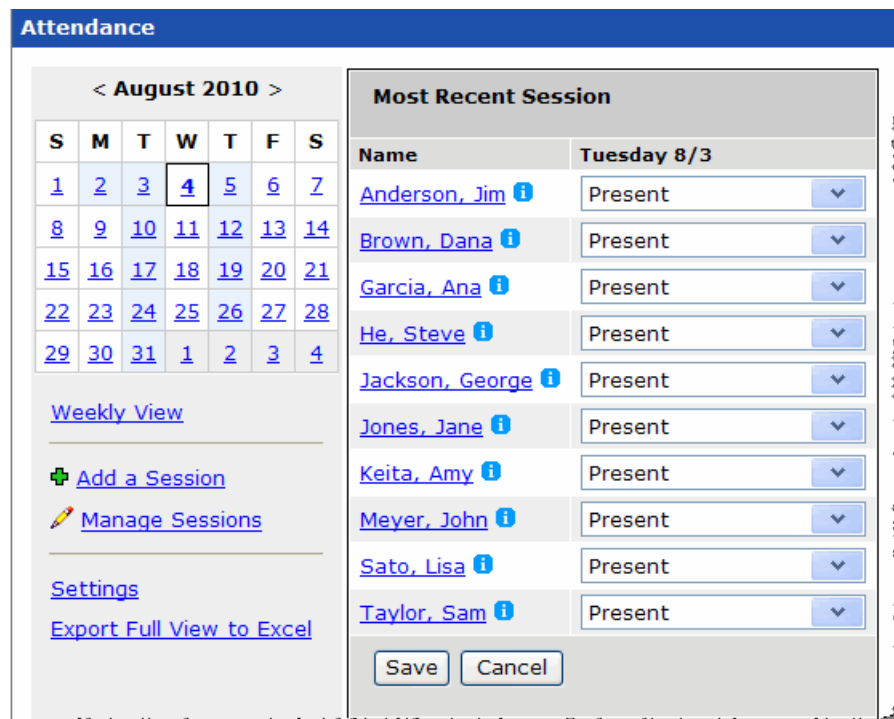 Attendance
< August 2010 >
S M T W T F S
1 2 3 4 5 6 7
8 9 10 11 12 13 14
15 16 17 18 19 20 21
22 23 24 25 26 27 28
29 30 31 1 2 3 4
Weekly View
Add a Session
Manage Sessions
Settings
Export Full View to Excel
Most Recent Session
Name Tuesday 8/3
Anderson, Jim Present
Brown, Dana Present
Garcia, Ana Present
He, Steve Present
Jackson, George Present
Jones, Jane Present
Keita, Amy Present
Meyer, John Present
Sato, Lisa Present
Taylor, Sam Present
Save Cancel